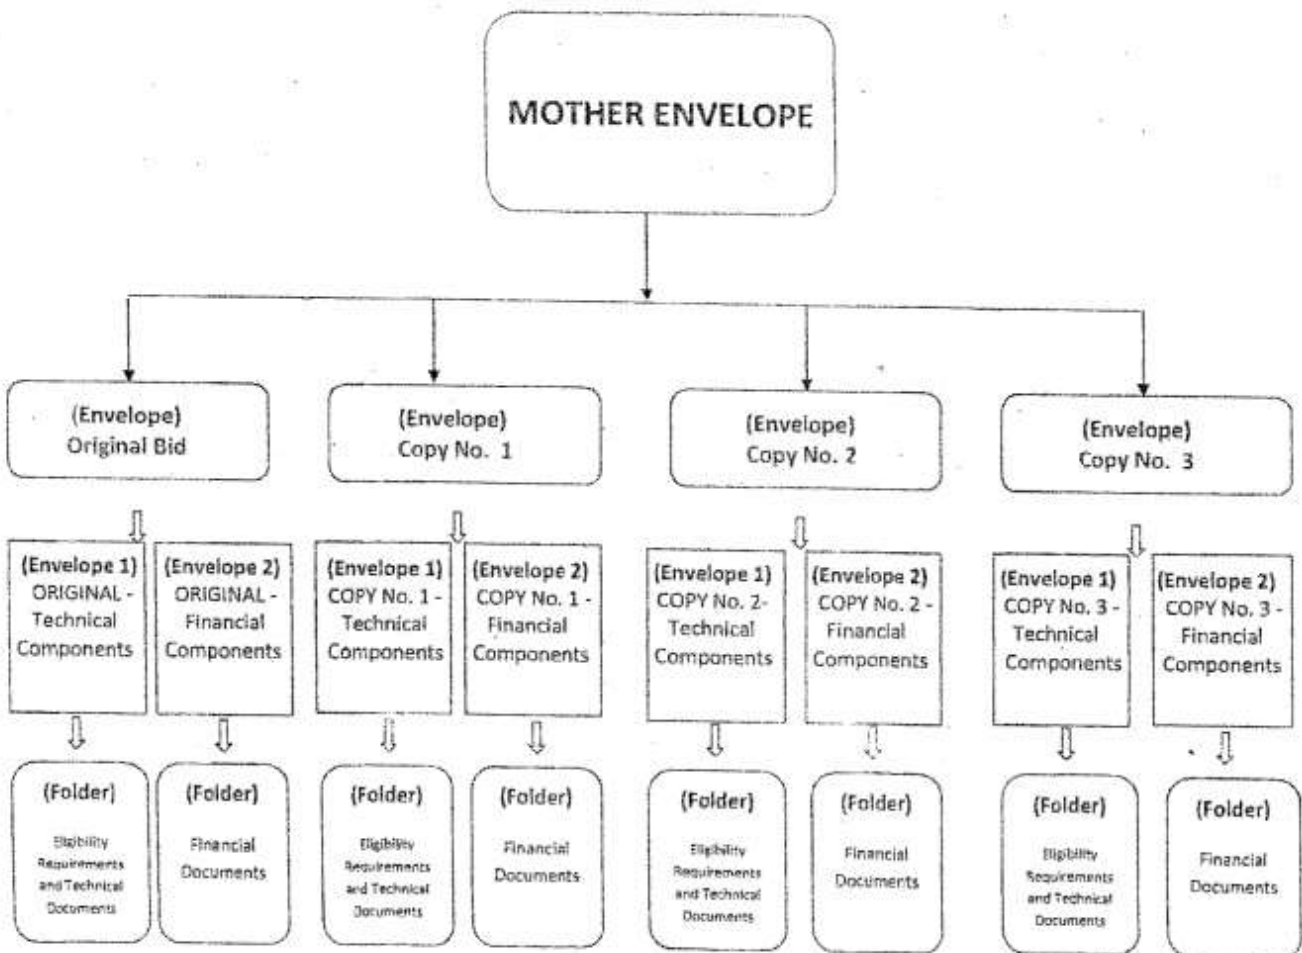 MOTHER ENVELOPE
(Envelope)
Original Bid
(Envelope)
Copy No. 1
(Envelope)
Copy No. 2
(Envelope)
Copy No. 3
(Envelope 1)
ORIGINAL -
Technical
Components
(Envelope 2)
ORIGINAL -
Financial
Components
(Envelope 1)
COPY No. 1 -
Technical
Components
(Envelope 2)
COPY No. 1 -
Financial
Components
(Envelope 1)
COPY No. 2-
Technical
Components
(Envelope 2)
COPY No. 2 -
Financial
Components
(Envelope 1)
COPY No. 3 -
Technical
Components
(Envelope 2)
COPY No. 3 -
Financial
Components
(Folder)
Eligibility
Requirements
and Technical
Documents
(Folder)
Financial
Documents
(Folder)
Eligibility
Requirements
and Technical
Documents
(Folder)
Financial
Documents
(Folder)
Eligibility
Requirements
and Technical
Documents
(Folder)
Financial
Documents
(Folder)
Eligibility
Requirements
and Technical
Documents
(Folder)
Financial
Documents